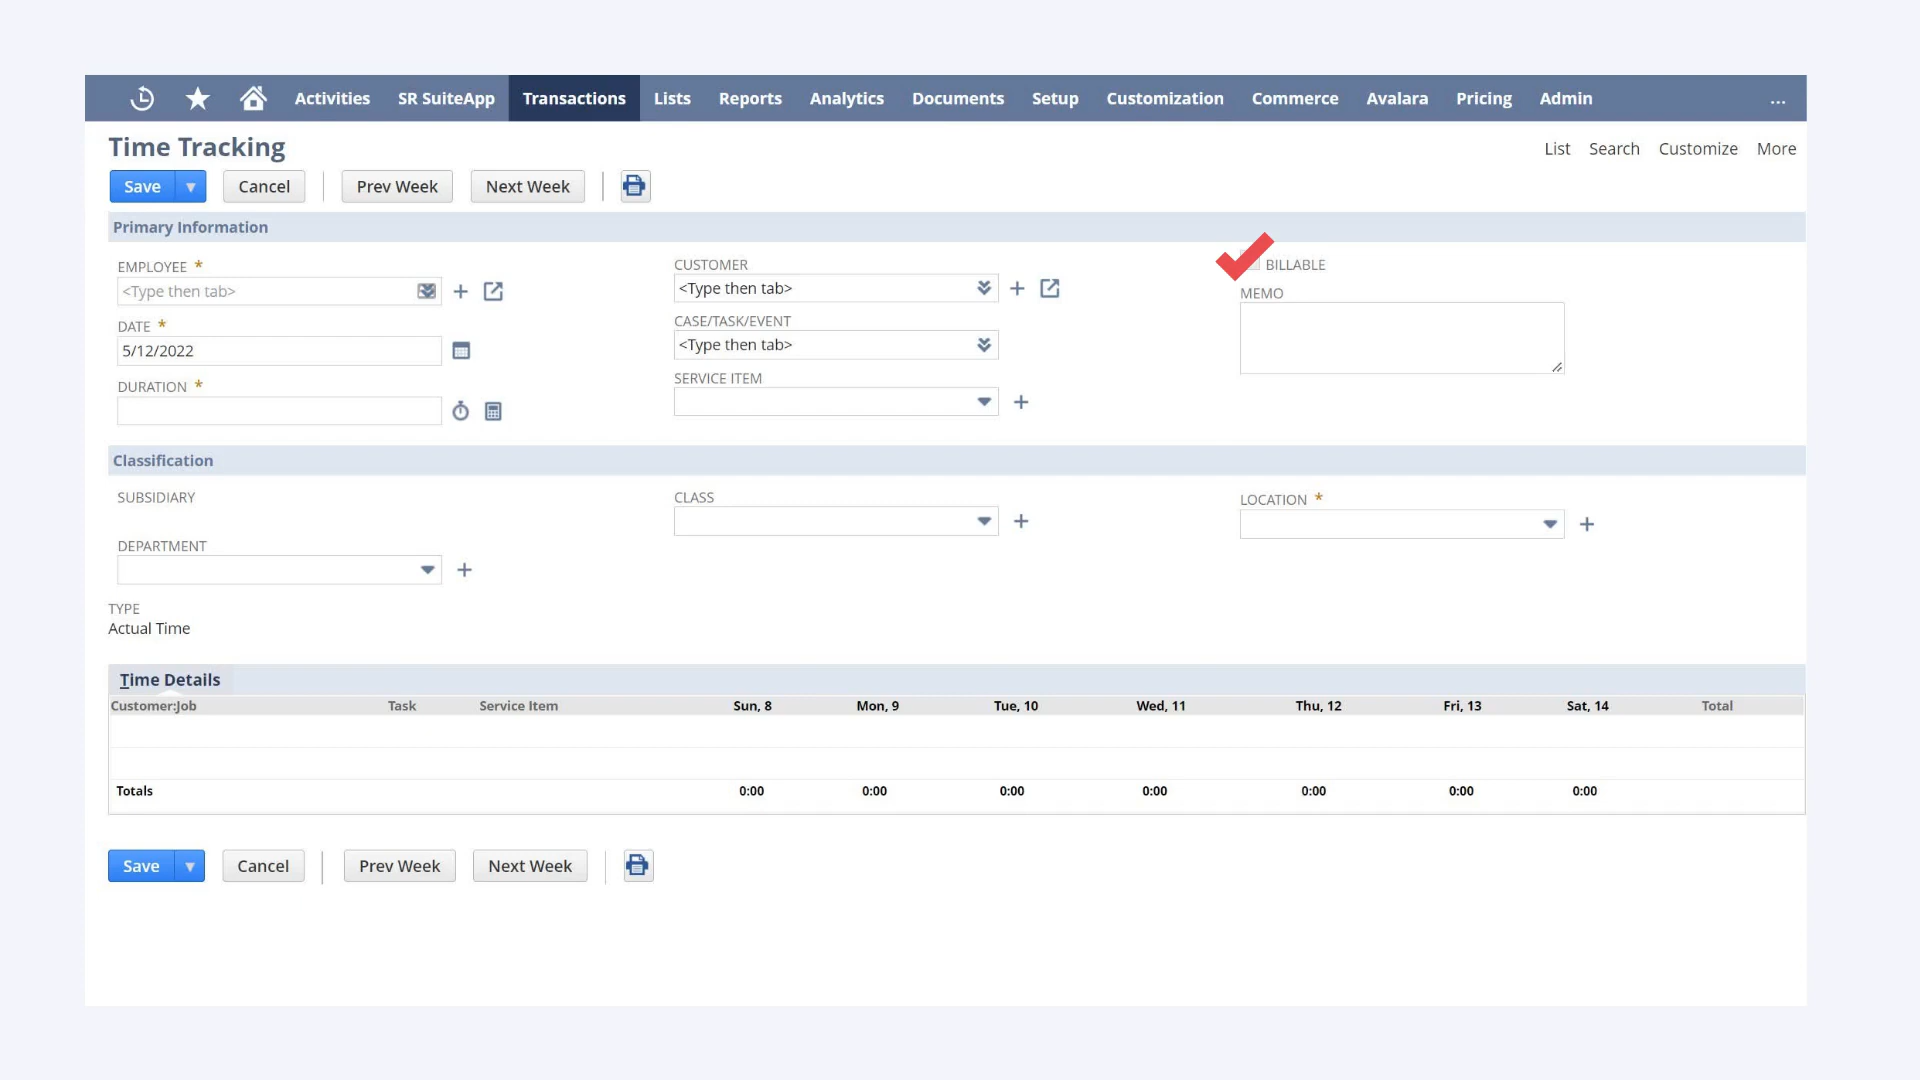 Activities SR SuiteApp Transactions Lists Reports Analytics Documents Setup Customization Commerce Avalara Pricing Admin ...
Time Tracking
List Search Customize More
Save Cancel Prev Week Next Week
Primary Information
EMPLOYEE *
<Type then tab>
DATE *
5/12/2022
DURATION *
CUSTOMER
<Type then tab>
CASE/TASK/EVENT
<Type then tab>
SERVICE ITEM
BILLABLE
MEMO
Classification
SUBSIDIARY
DEPARTMENT
CLASS
LOCATION *
TYPE
Actual Time
Time Details
Customer:Job Task Service Item Sun, 8 Mon, 9 Tue, 10 Wed, 11 Thu, 12 Fri, 13 Sat, 14 Total
Totals 0:00 0:00 0:00 0:00 0:00 0:00 0:00
Save Cancel Prev Week Next Week